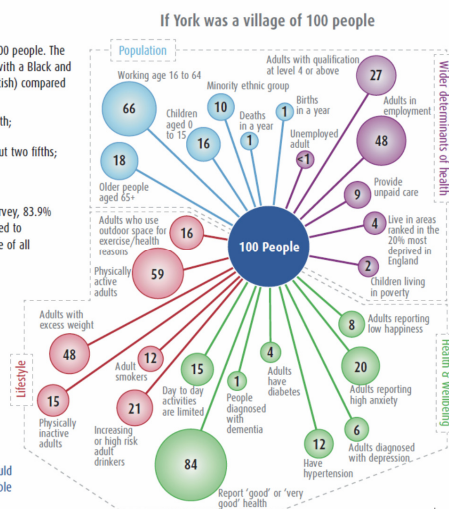 If York was a village of 100 people
00 people. The
with a Black and
compared
th;
ut two fifths;
rvey, 83.9%
ed to
e of all
uld
ple
Population
Working age 16 to 64
66
Minority ethnic group
10
Children
aged 0
to 15
16
Deaths
in a year
1
Births
in a year
1
18
Older people
aged 65+
Wider determinants of health
Adults with qualification
at level 4 or above
27
Adults in
employment
48
Unemployed
adult
<1
Provide
unpaid care
9
4
Live in areas
ranked in the
20% most
deprived in
England
2
Children living
in poverty
100 People
Lifestyle
Adults who use
outdoor space for
exercise/health
reasons
16
Physically
active
adults
59
Adults with
excess weight
48
15
Physically
inactive
adults
12
Adult
smokers
21
Increasing
or high risk
adult
drinkers
Health & Wellbeing
8
Adults reporting
low happiness
20
Adults reporting
high anxiety
6
Adults diagnosed
with depression
12
Have
hypertension
4
Adults
have
diabetes
1
People
diagnosed
with
dementia
15
Day to day
activities
are limited
84
Report 'good' or 'very
good' health